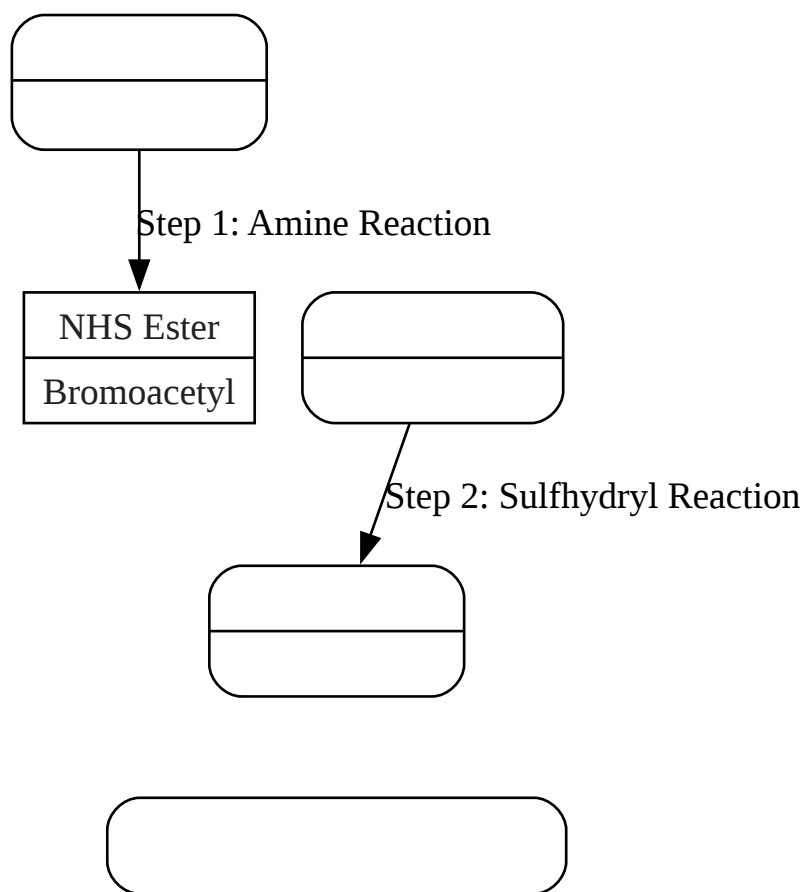 Step 1: Amine Reaction
NHS Ester
Bromoacetyl
Step 2: Sulfhydryl Reaction